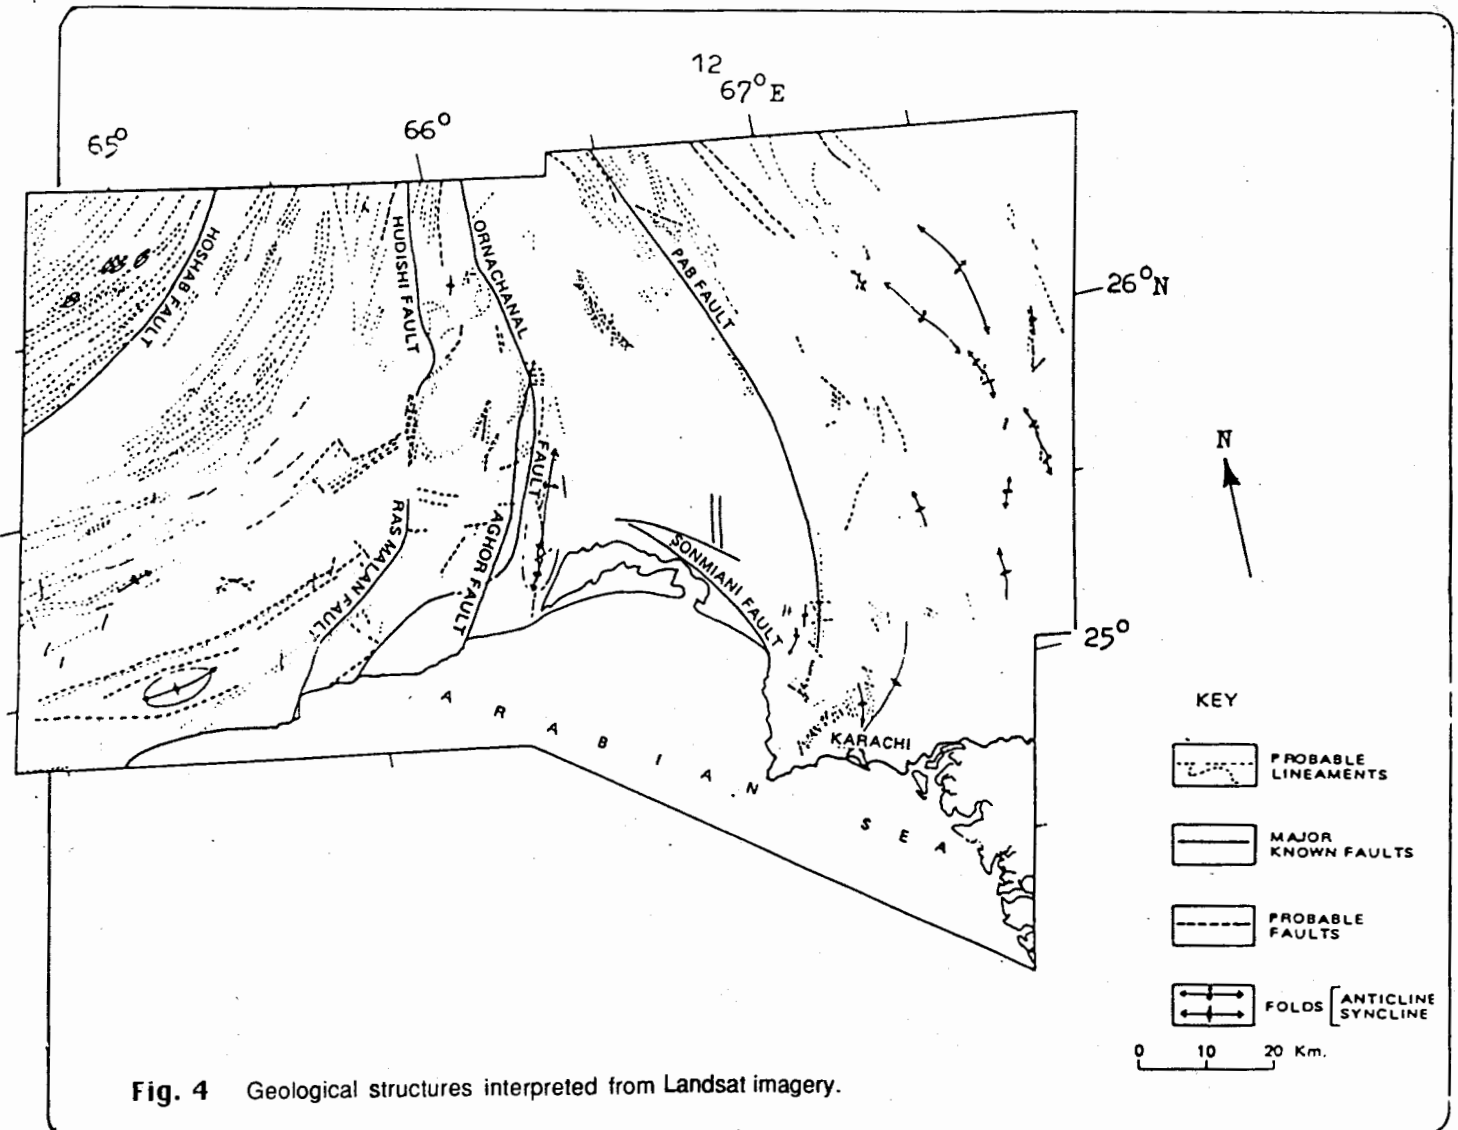 12
67° E
65°
66°
HOSHAB FAULT
HUDISHI FAULT
ORNACHANAL
FAULT
PAB FAULT
26° N
N
RAS MALAN FAULT
AGHOR FAULT
SONMIANI FAULT
25°
KARACHI
ARABIAN
SEA
KEY
PROBABLE
LINEAMENTS
MAJOR
KNOWN FAULTS
PROBABLE
FAULTS
FOLDS [ANTICLINE
SYNCLINE
0 10 20 Km.
Fig. 4 Geological structures interpreted from Landsat imagery.